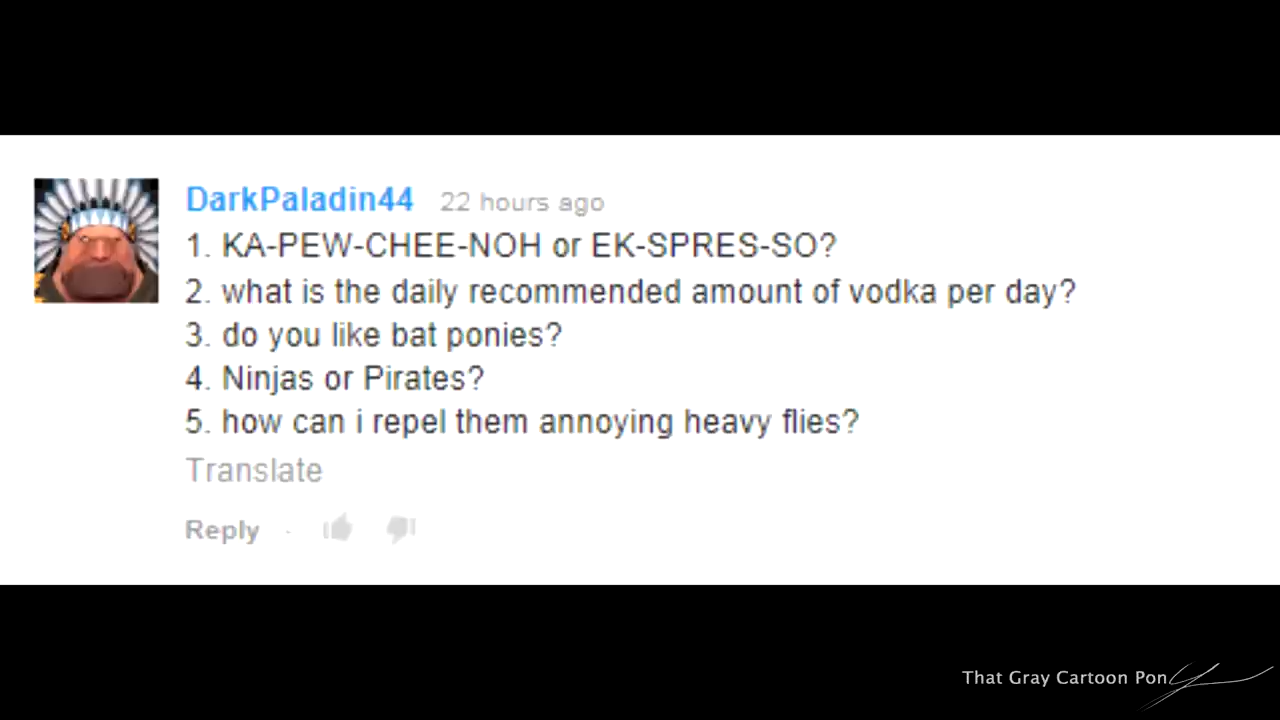 DarkPaladin44 22 hours ago
1. KA-PEW-CHEE-NOH or EK-SPRES-SO?
2. what is the daily recommended amount of vodka per day?
3. do you like bat ponies?
4. Ninjas or Pirates?
5. how can i repel them annoying heavy flies?
Translate
Reply ·
That Gray Cartoon Pony